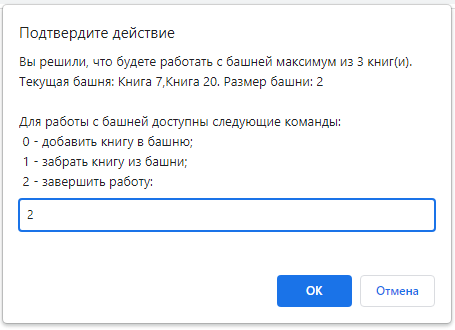 Подтвердите действие
Вы решили, что будете работать с башней максимум из 3 книг(и).
Текущая башня: Книга 7,Книга 20. Размер башни: 2
Для работы с башней доступны следующие команды:
0 - добавить книгу в башню;
1 - забрать книгу из башни;
2 - завершить работу:
2
ОК
Отмена